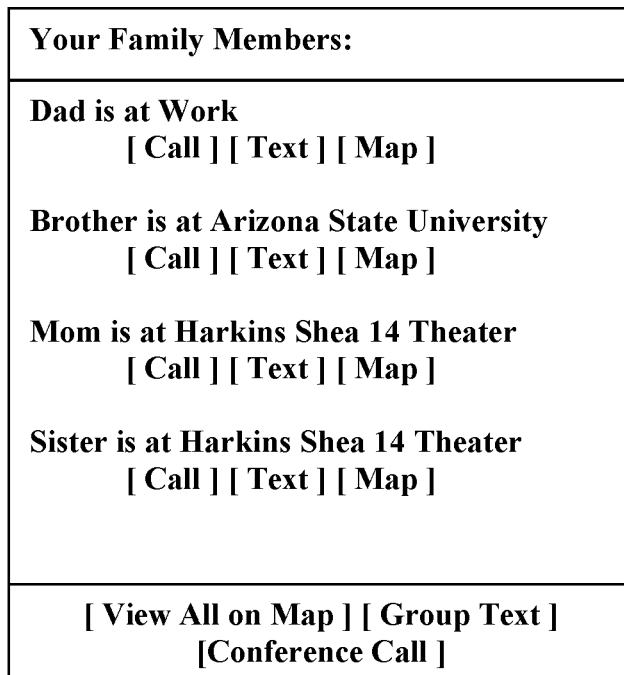 Your Family Members:
Dad is at Work
[ Call ] [ Text ] [ Map ]
Brother is at Arizona State University
[ Call ] [ Text ] [ Map ]
Mom is at Harkins Shea 14 Theater
[ Call ] [ Text ] [ Map ]
Sister is at Harkins Shea 14 Theater
[ Call ] [ Text ] [ Map ]
[ View All on Map ] [ Group Text ]
[Conference Call ]